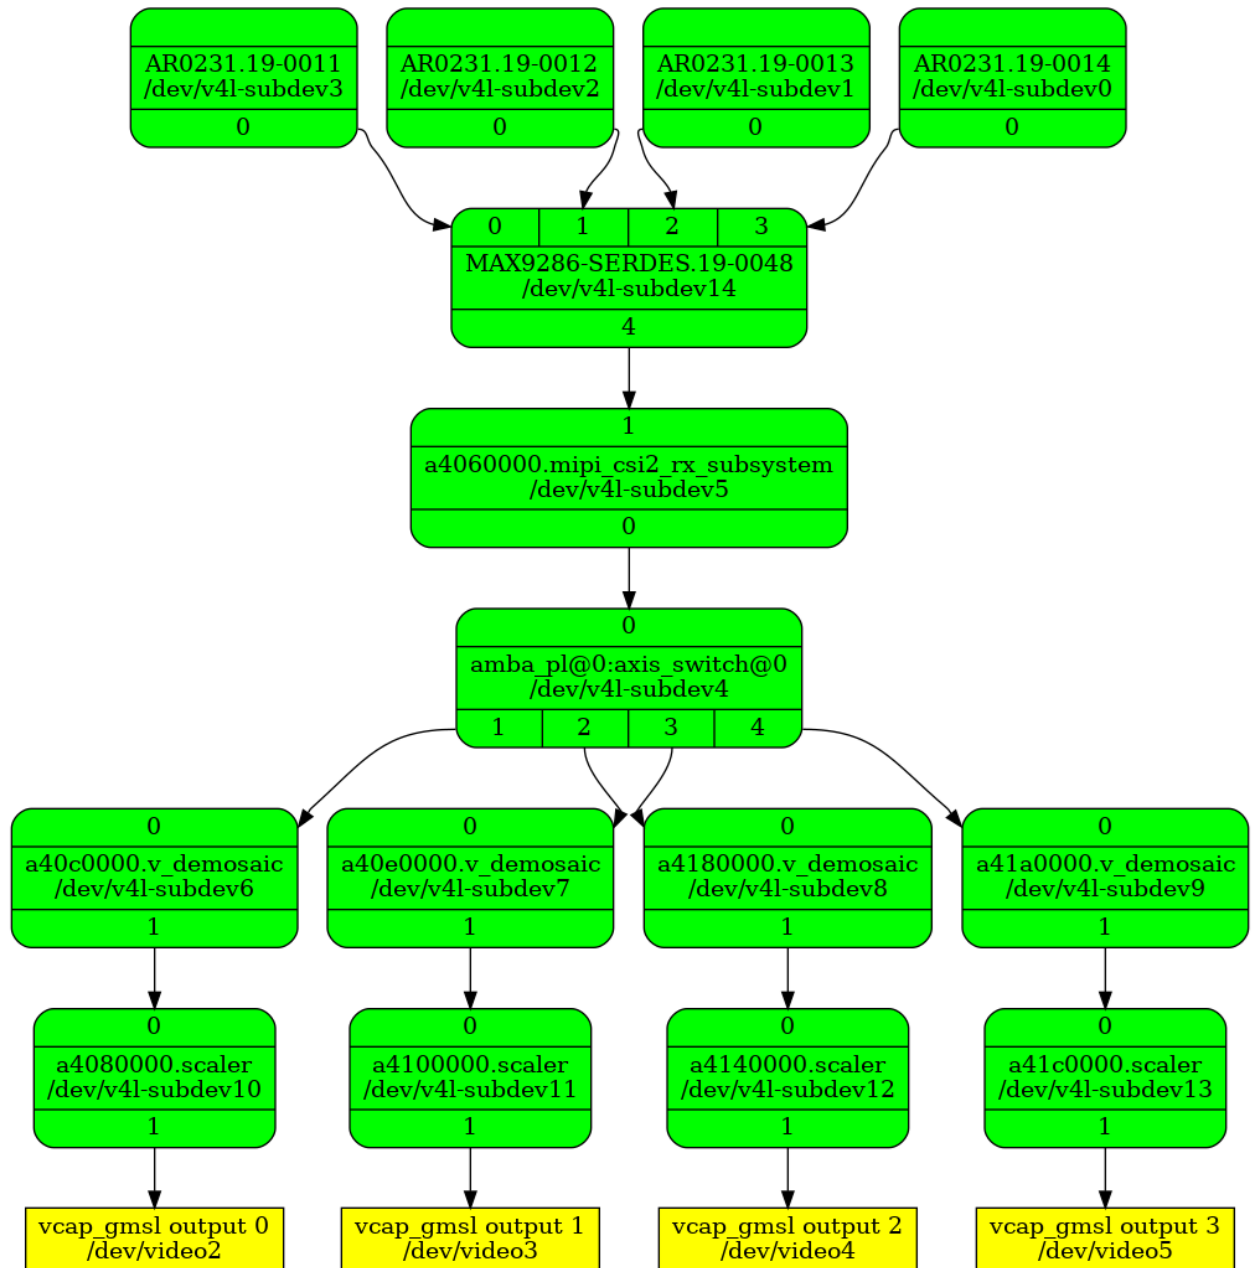 AR0231.19-0011
/dev/v4l-subdev3
0
AR0231.19-0012
/dev/v4l-subdev2
0
AR0231.19-0013
/dev/v4l-subdev1
0
AR0231.19-0014
/dev/v4l-subdev0
0
0 1 2 3
MAX9286-SERDES.19-0048
/dev/v4l-subdev14
4
1
a4060000.mipi_csi2_rx_subsystem
/dev/v4l-subdev5
0
0
amba_pl@0:axis_switch@0
/dev/v4l-subdev4
1 2 3 4
0
a40c0000.v_demosaic
/dev/v4l-subdev6
1
0
a40e0000.v_demosaic
/dev/v4l-subdev7
1
0
a4180000.v_demosaic
/dev/v4l-subdev8
1
0
a41a0000.v_demosaic
/dev/v4l-subdev9
1
0
a4080000.scaler
/dev/v4l-subdev10
1
0
a4100000.scaler
/dev/v4l-subdev11
1
0
a4140000.scaler
/dev/v4l-subdev12
1
0
a41c0000.scaler
/dev/v4l-subdev13
1
vcap_gmsl output 0
/dev/video2
vcap_gmsl output 1
/dev/video3
vcap_gmsl output 2
/dev/video4
vcap_gmsl output 3
/dev/video5